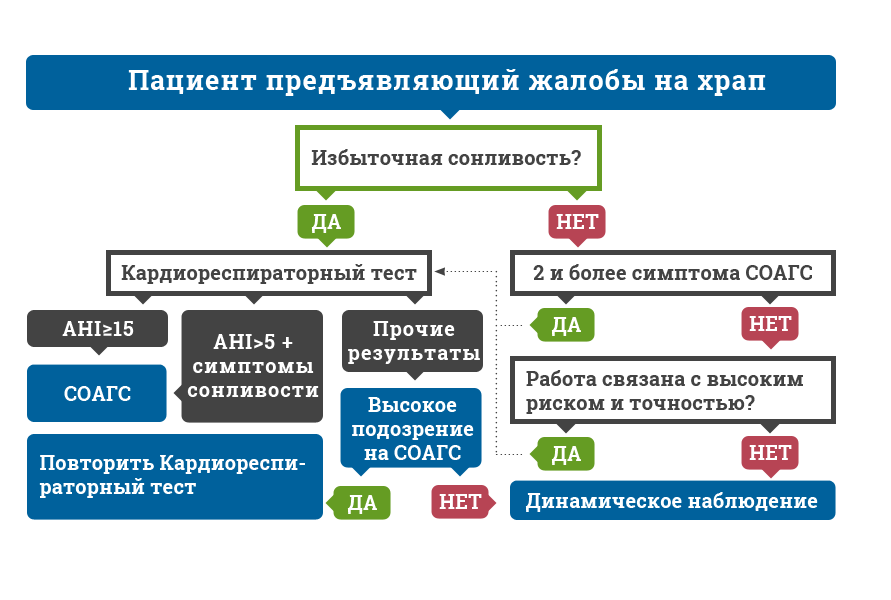 Пациент предъявляющий жалобы на храп
Избыточная сонливость?
ДА
НЕТ
Кардиореспираторный тест
2 и более симптома СОАГС
AHI≥15
AHI>5 +
симптомы
сонливости
Прочие
результаты
ДА
НЕТ
СОАГС
Работа связана с высоким
риском и точностью?
Высокое
подозрение
на СОАГС
ДА
НЕТ
Повторить Кардиореспи-
раторный тест
ДА
НЕТ
Динамическое наблюдение